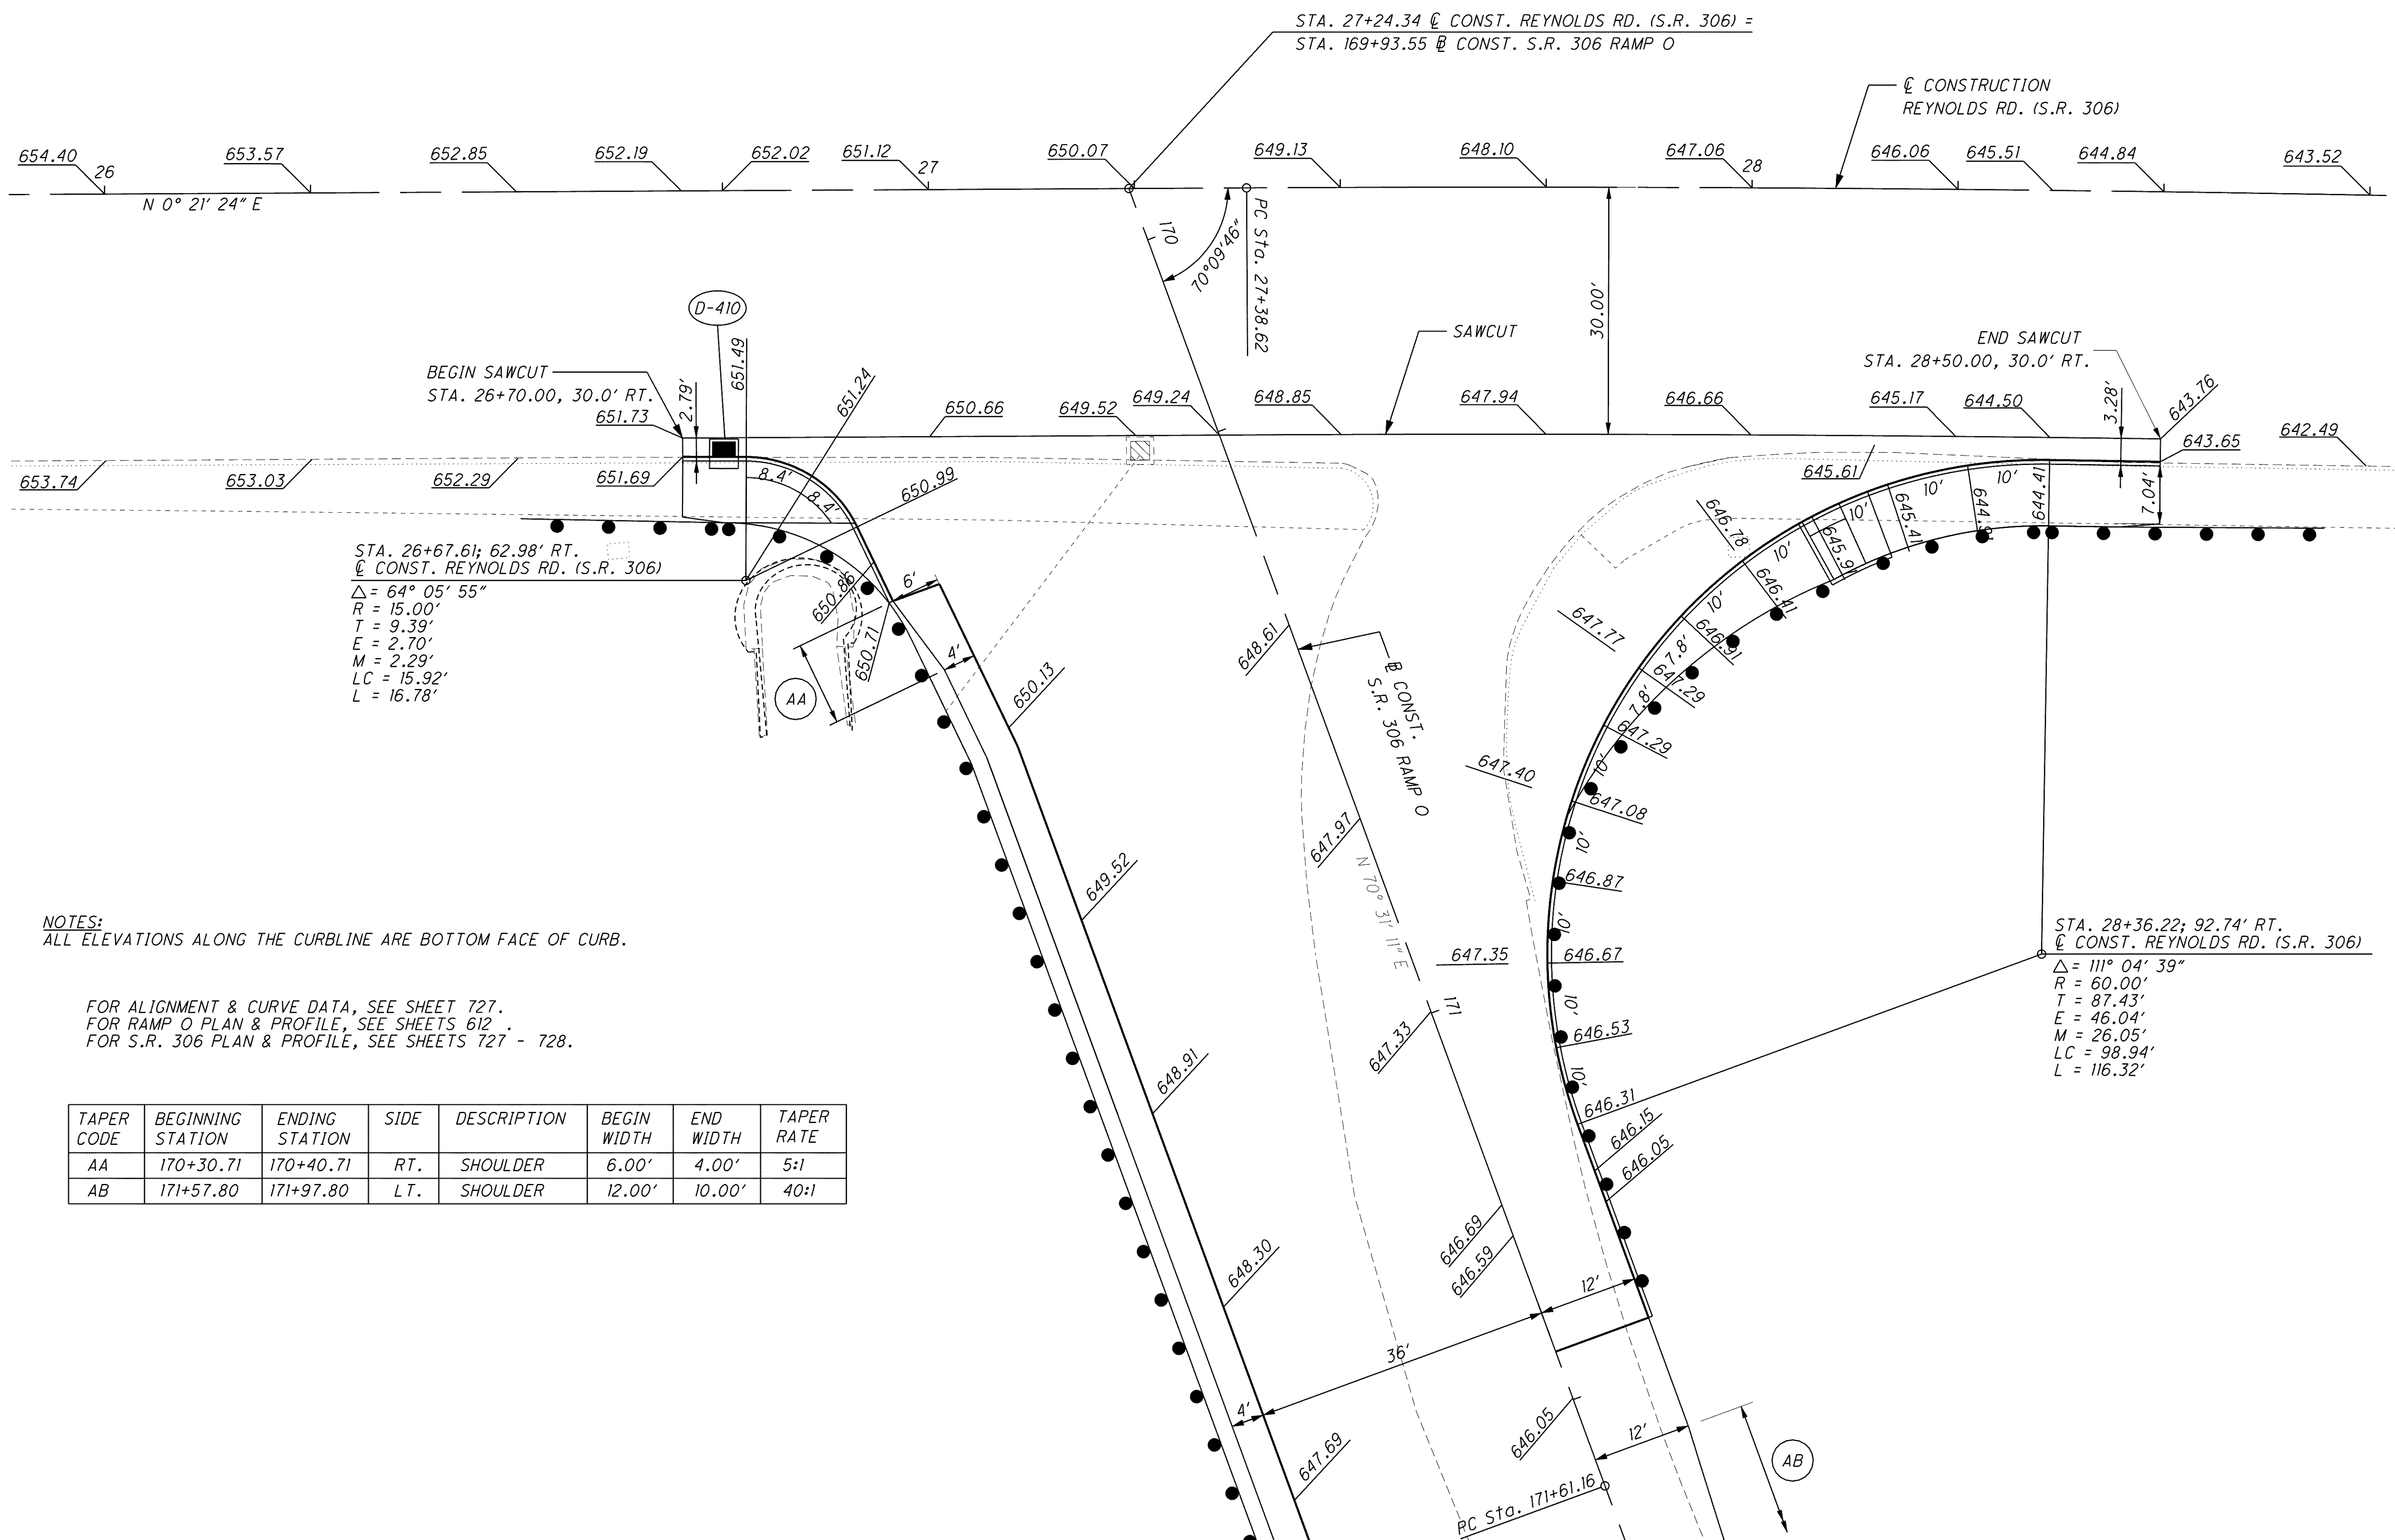 STA. 27+24.34 ℄ CONST. REYNOLDS RD. (S.R. 306) =
STA. 169+93.55 B CONST. S.R. 306 RAMP O
℄ CONSTRUCTION
REYNOLDS RD. (S.R. 306)
654.40
26
653.57
652.85
652.19
652.02
651.12
27
650.07
649.13
648.10
647.06
28
646.06
645.51
644.84
643.52
N 0° 21' 24" E
170
70°09'46"
PC Sta. 27+38.62
30.00'
D-410
651.49
BEGIN SAWCUT
STA. 26+70.00, 30.0' RT.
651.73
2.79'
651.24
SAWCUT
END SAWCUT
STA. 28+50.00, 30.0' RT.
650.66
649.52
649.24
648.85
647.94
646.66
645.17
644.50
3.28'
643.76
643.65
642.49
653.74
653.03
652.29
651.69
8.4'
8.4'
650.99
645.61
10'
10'
644.41
7.04'
646.78
10'
645.41
644.91
10'
645.91
646.41
10'
646.91
7.8'
647.29
7.8'
647.29
10'
647.08
STA. 26+67.61; 62.98' RT.
℄ CONST. REYNOLDS RD. (S.R. 306)
△ = 64° 05' 55"
R = 15.00'
T = 9.39'
E = 2.70'
M = 2.29'
LC = 15.92'
L = 16.78'
650.86
6'
650.71
4'
AA
650.13
648.61
℔ CONST.
S.R. 306 RAMP O
647.77
647.40
647.97
N 70° 31' 11" E
649.52
10'
646.87
10'
647.35
646.67
10'
646.53
10'
646.31
646.15
646.05
171
647.33
STA. 28+36.22; 92.74' RT.
℄ CONST. REYNOLDS RD. (S.R. 306)
△ = 111° 04' 39"
R = 60.00'
T = 87.43'
E = 46.04'
M = 26.05'
LC = 98.94'
L = 116.32'
NOTES:
ALL ELEVATIONS ALONG THE CURBLINE ARE BOTTOM FACE OF CURB.
FOR ALIGNMENT & CURVE DATA, SEE SHEET 727.
FOR RAMP O PLAN & PROFILE, SEE SHEETS 612 .
FOR S.R. 306 PLAN & PROFILE, SEE SHEETS 727 - 728.
648.91
648.30
646.69
646.59
12'
36'
4'
647.69
646.05
12'
AB
PC Sta. 171+61.16
TAPER CODE BEGINNING STATION ENDING STATION SIDE DESCRIPTION BEGIN WIDTH END WIDTH TAPER RATE
AA 170+30.71 170+40.71 RT. SHOULDER 6.00' 4.00' 5:1
AB 171+57.80 171+97.80 LT. SHOULDER 12.00' 10.00' 40:1